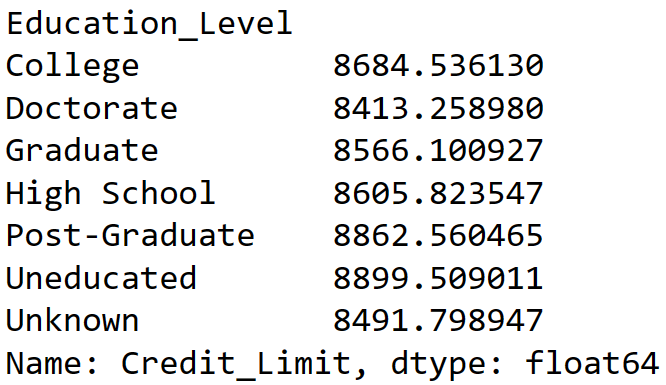 Education_Level
College 8684.536130
Doctorate 8413.258980
Graduate 8566.100927
High School 8605.823547
Post-Graduate 8862.560465
Uneducated 8899.509011
Unknown 8491.798947
Name: Credit_Limit, dtype: float64